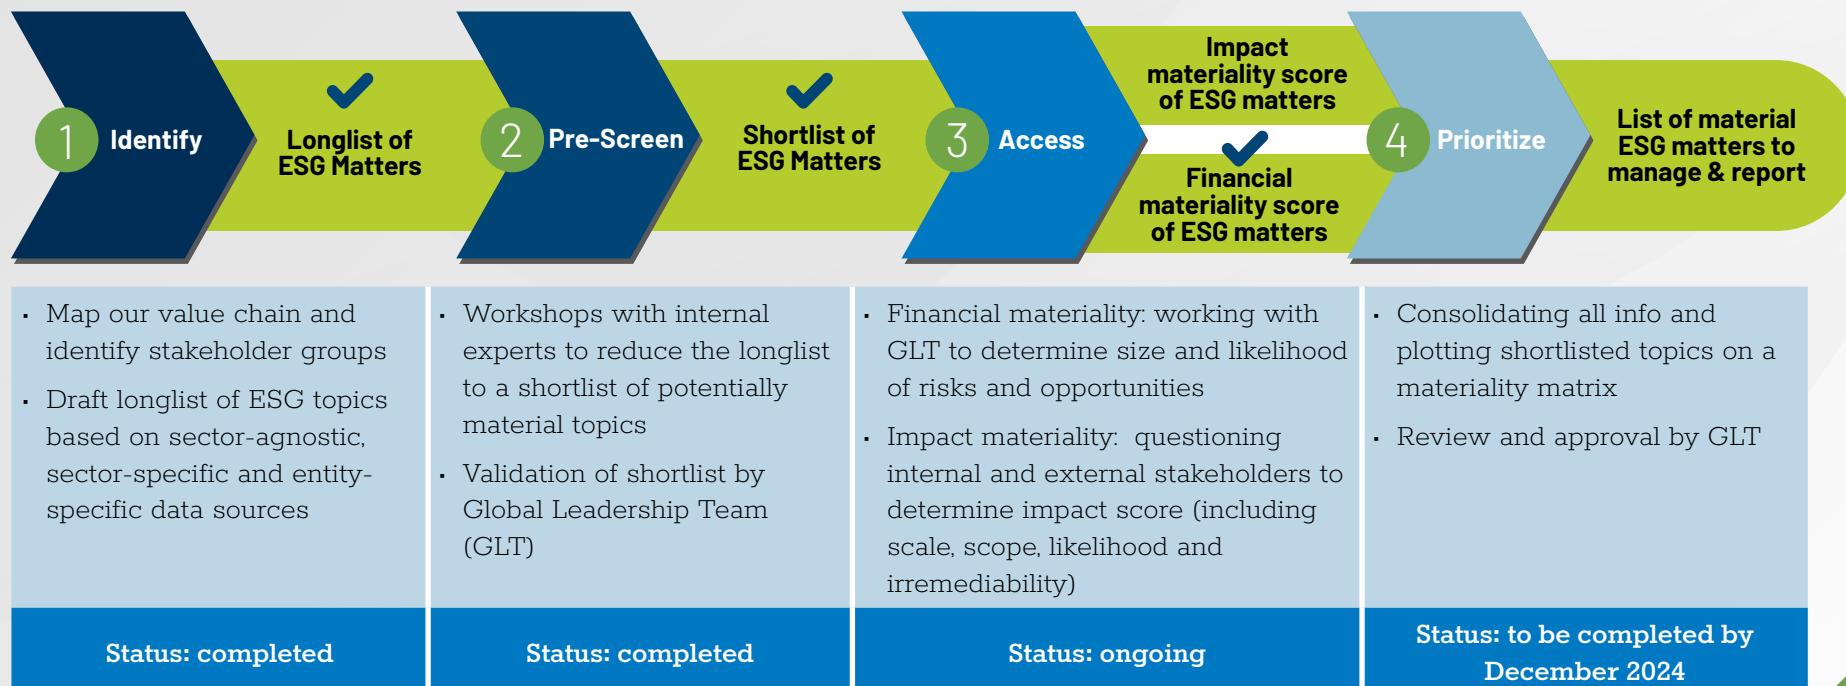 1 Identify
Longlist of
ESG Matters
2 Pre-Screen
Shortlist of
ESG Matters
3 Access
Impact
materiality score
of ESG matters
Financial
materiality score
of ESG matters
4 Prioritize
List of material
ESG matters to
manage & report
· Map our value chain and
identify stakeholder groups
· Draft longlist of ESG topics
based on sector-agnostic,
sector-specific and entity-
specific data sources
Status: completed
· Workshops with internal
experts to reduce the longlist
to a shortlist of potentially
material topics
· Validation of shortlist by
Global Leadership Team
(GLT)
Status: completed
· Financial materiality: working with
GLT to determine size and likelihood
of risks and opportunities
· Impact materiality: questioning
internal and external stakeholders to
determine impact score (including
scale, scope, likelihood and
irremediability)
Status: ongoing
· Consolidating all info and
plotting shortlisted topics on a
materiality matrix
· Review and approval by GLT
Status: to be completed by
December 2024